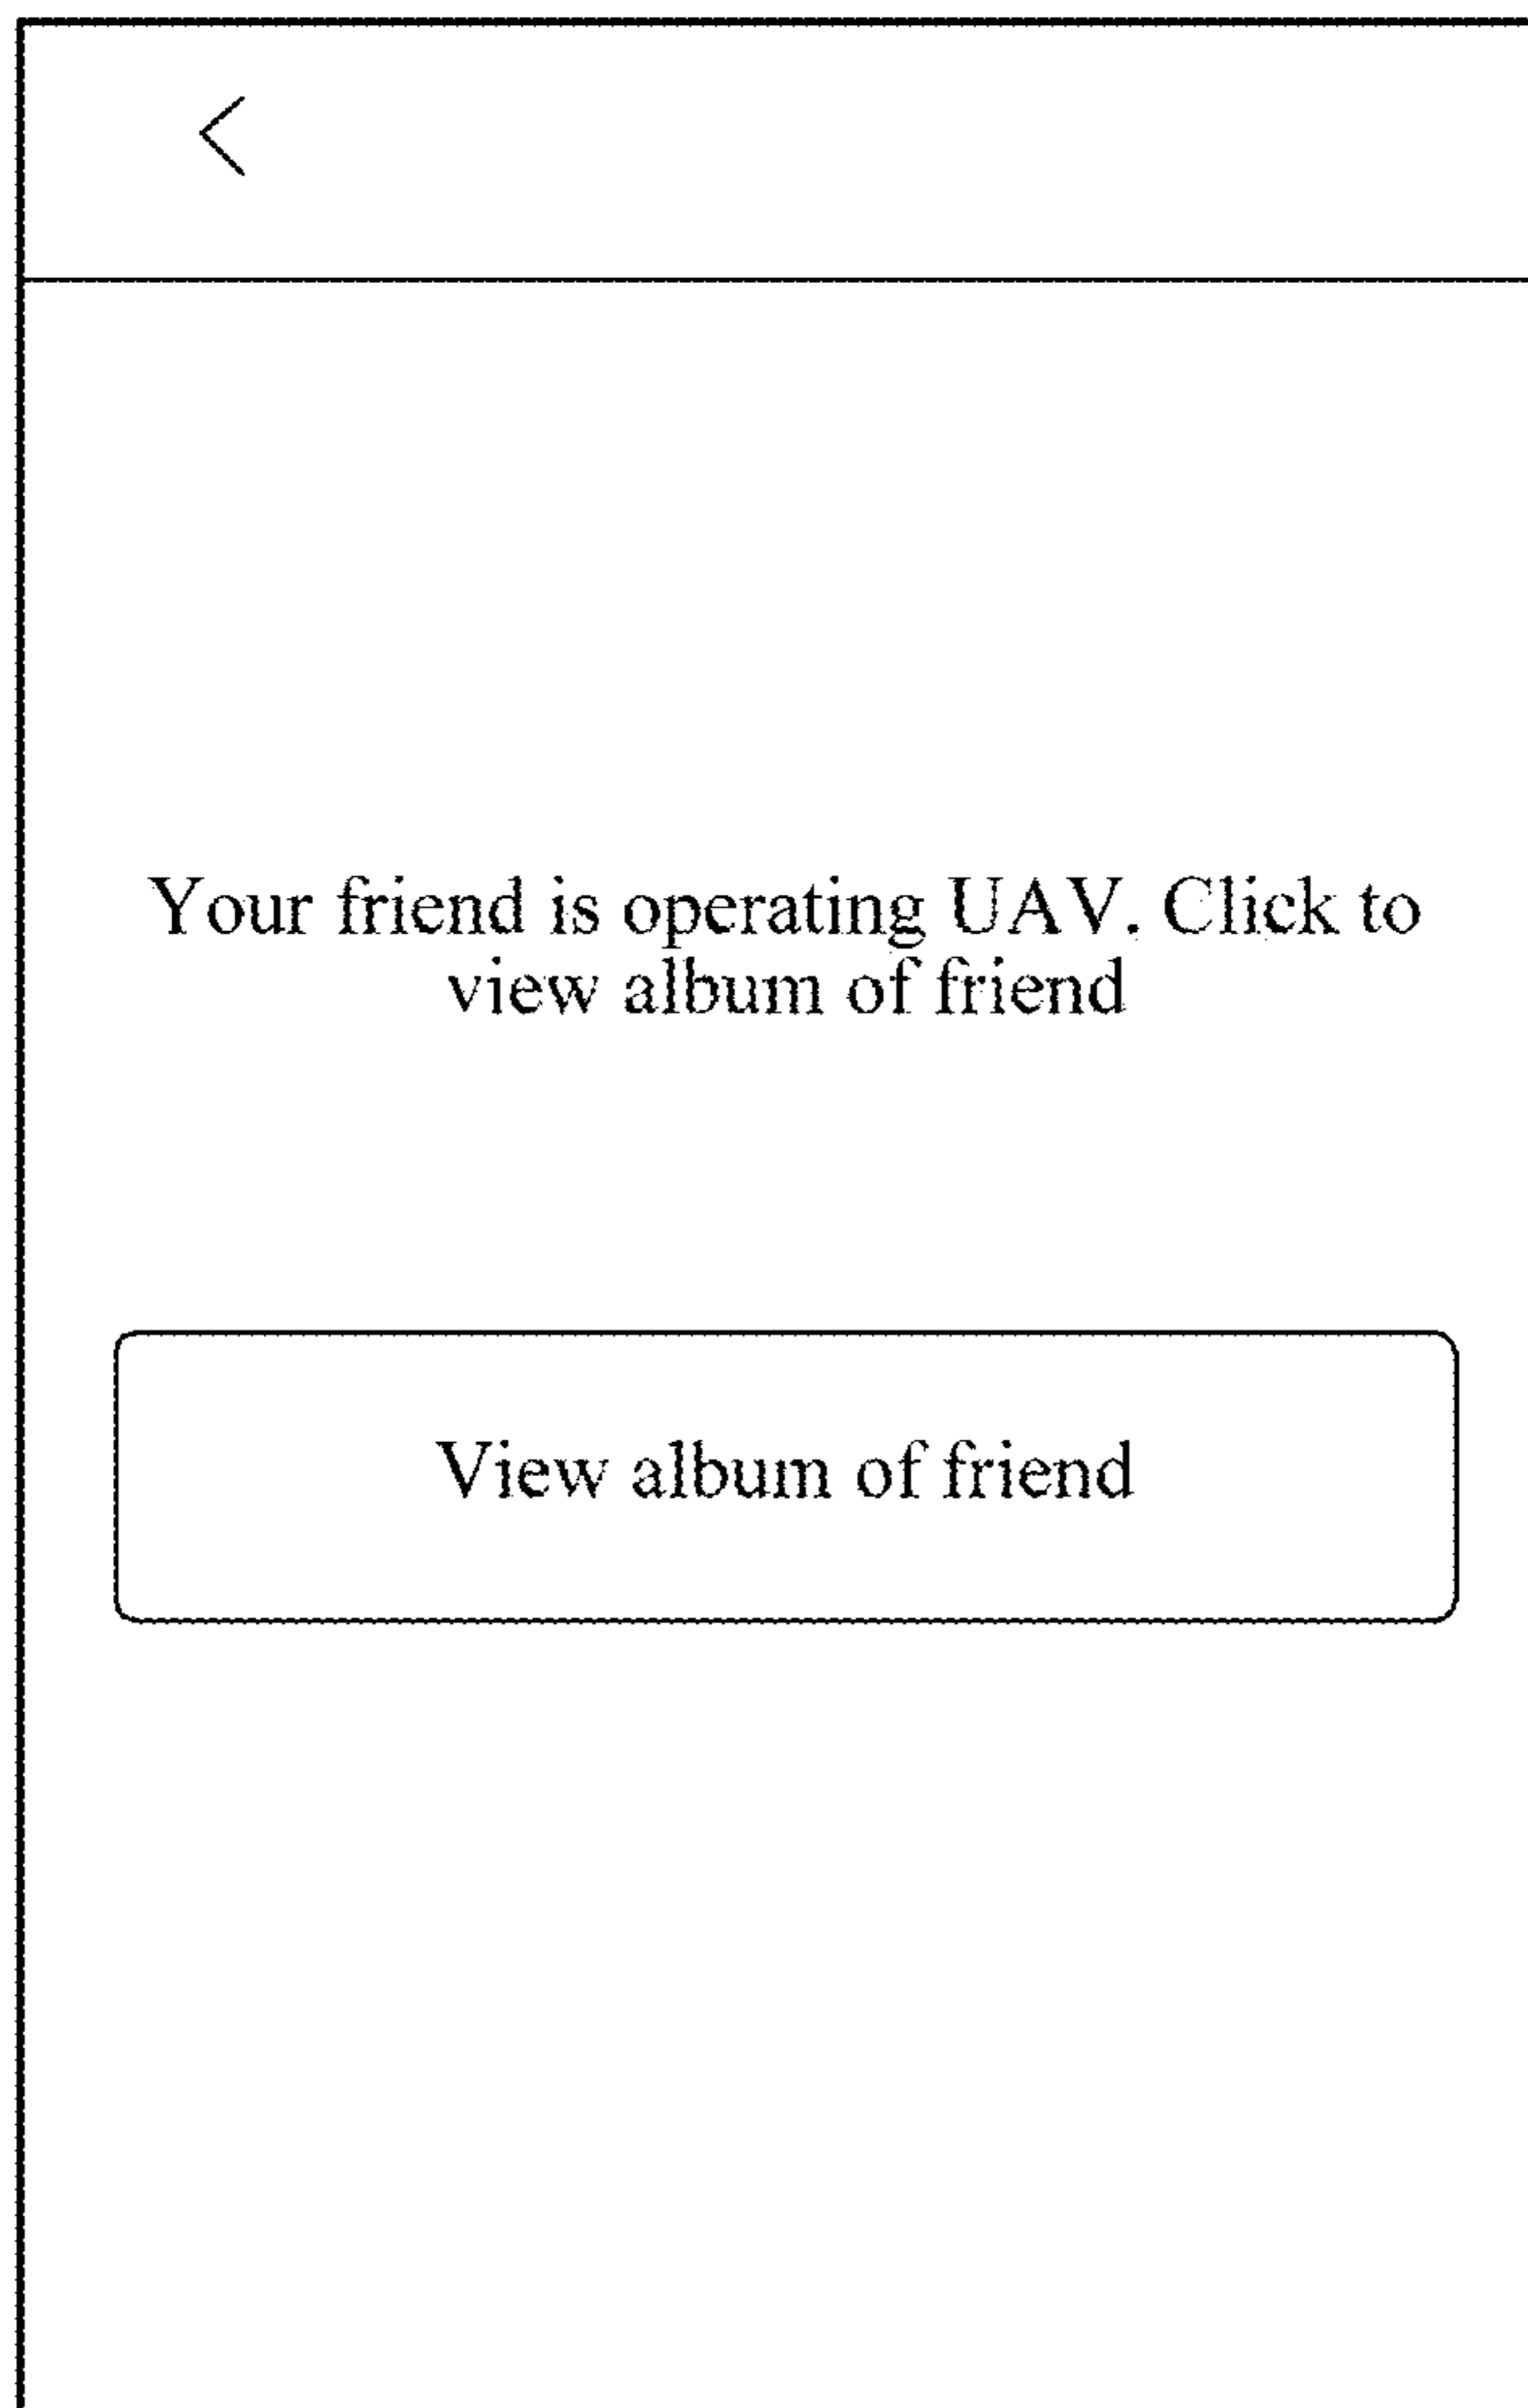 Your friend is operating UAV. Click to
view album of friend
View album of friend